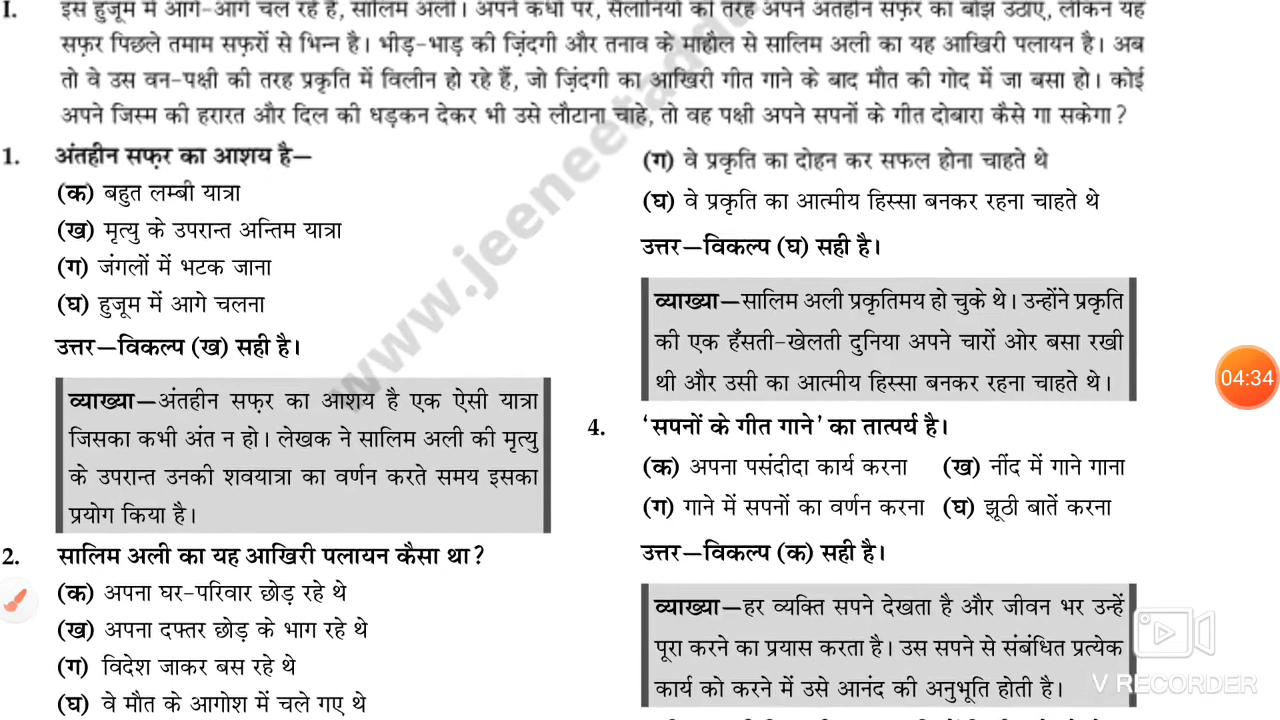 I. इस हुजूम में आगे-आगे चल रहे हैं, सालिम अली। अपने कंधों पर, सैलानियों की तरह अपने अंतहीन सफ़र का बोझ उठाए, लेकिन यह
सफ़र पिछले तमाम सफ़रों से भिन्न है। भीड़-भाड़ की ज़िंदगी और तनाव के माहौल से सालिम अली का यह आखिरी पलायन है। अब
तो वे उस वन-पक्षी की तरह प्रकृति में विलीन हो रहे हैं, जो ज़िंदगी का आखिरी गीत गाने के बाद मौत की गोद में जा बसा हो। कोई
अपने जिस्म की हरारत और दिल की धड़कन देकर भी उसे लौटाना चाहे, तो वह पक्षी अपने सपनों के गीत दोबारा कैसे गा सकेगा?
1. अंतहीन सफ़र का आशय है—
(क) बहुत लम्बी यात्रा
(ख) मृत्यु के उपरान्त अन्तिम यात्रा
(ग) जंगलों में भटक जाना
(घ) हुजूम में आगे चलना
उत्तर—विकल्प (ख) सही है।
व्याख्या—अंतहीन सफ़र का आशय है एक ऐसी यात्रा
जिसका कभी अंत न हो। लेखक ने सालिम अली की मृत्यु
के उपरान्त उनकी शवयात्रा का वर्णन करते समय इसका
प्रयोग किया है।
2. सालिम अली का यह आखिरी पलायन कैसा था?
(क) अपना घर-परिवार छोड़ रहे थे
(ख) अपना दफ्तर छोड़ के भाग रहे थे
(ग) विदेश जाकर बस रहे थे
(घ) वे मौत के आगोश में चले गए थे
(ग) वे प्रकृति का दोहन कर सफल होना चाहते थे
(घ) वे प्रकृति का आत्मीय हिस्सा बनकर रहना चाहते थे
उत्तर—विकल्प (घ) सही है।
व्याख्या—सालिम अली प्रकृतिमय हो चुके थे। उन्होंने प्रकृति
की एक हँसती-खेलती दुनिया अपने चारों ओर बसा रखी
थी और उसी का आत्मीय हिस्सा बनकर रहना चाहते थे।
4. ‘सपनों के गीत गाने’ का तात्पर्य है।
(क) अपना पसंदीदा कार्य करना (ख) नींद में गाने गाना
(ग) गाने में सपनों का वर्णन करना (घ) झूठी बातें करना
उत्तर—विकल्प (क) सही है।
व्याख्या—हर व्यक्ति सपने देखता है और जीवन भर उन्हें
पूरा करने का प्रयास करता है। उस सपने से संबंधित प्रत्येक
कार्य को करने में उसे आनंद की अनुभूति होती है।
www.jeeneetadda
04:34
V RECORDER